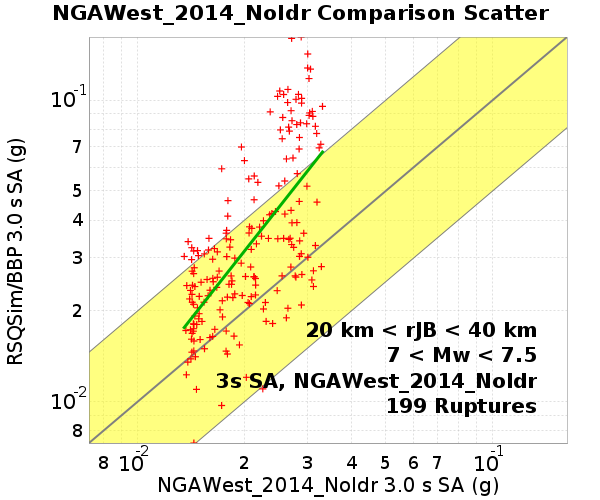 NGAWest_2014_NoIdr Comparison Scatter
RSQSim/BBP 3.0 s SA (g)
10-1
7
5
4
3
2
10-2
8
20 km < rJB < 40 km
7 < Mw < 7.5
3s SA, NGAWest_2014_NoIdr
199 Ruptures
8 10-2 2 3 4 5 6 7 8 10-1
NGAWest_2014_NoIdr 3.0 s SA (g)